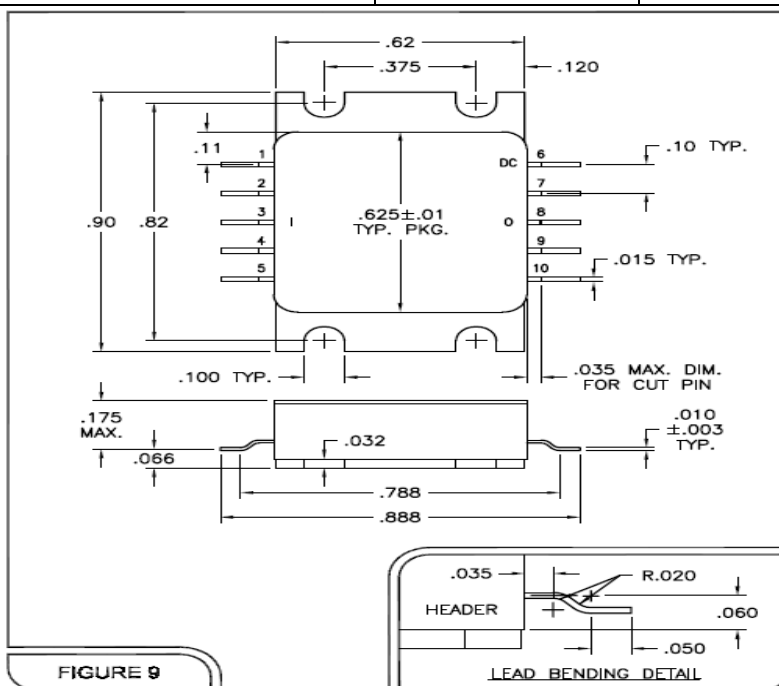 .62
.375
.120
.11
1
DC
6
.10 TYP.
2
7
.90
.82
3
I
.625±.01
TYP. PKG.
O
8
4
9
5
10
.015 TYP.
.100 TYP.
.035 MAX. DIM.
FOR CUT PIN
.175
MAX.
.032
.010
±.003
TYP.
.066
.788
.888
.035
R.020
HEADER
.060
.050
LEAD BENDING DETAIL
FIGURE 9